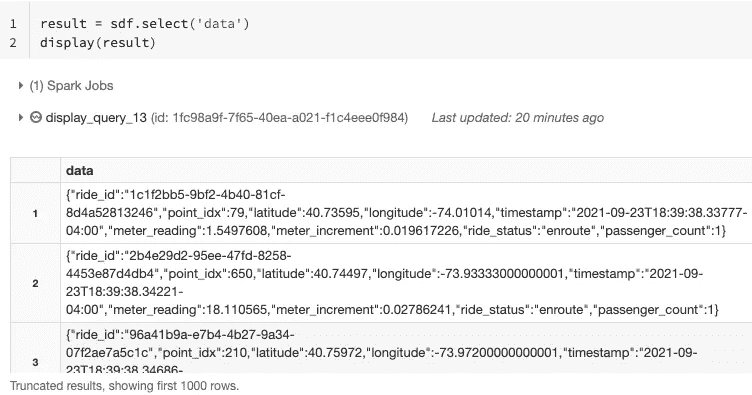 1 result = sdf.select('data')
2 display(result)
(1) Spark Jobs
display_query_13 (id: 1fc98a9f-7f65-40ea-a021-f1c4eee0f984) Last updated: 20 minutes ago
data
{"ride_id":"1c1f2bb5-9bf2-4b40-81cf-
1 8d4a52813246","point_idx":79,"latitude":40.73595,"longitude":-74.01014,"timestamp":"2021-09-23T18:39:38.33777-
04:00","meter_reading":1.5497608,"meter_increment":0.019617226,"ride_status":"enroute","passenger_count":1}
{"ride_id":"2b4e29d2-95ee-47fd-8258-
4453e87d4db4","point_idx":650,"latitude":40.74497,"longitude":-73.93333000000001,"timestamp":"2021-09-
2 23T18:39:38.34221-
04:00","meter_reading":18.110565,"meter_increment":0.02786241,"ride_status":"enroute","passenger_count":1}
{"ride_id":"96a41b9a-e7b4-4b27-9a34-
3 07f2ae7a5c1c","point_idx":210,"latitude":40.75972,"longitude":-73.97200000000001,"timestamp":"2021-09-
23T18:39:38.34686-
Truncated results, showing first 1000 rows.